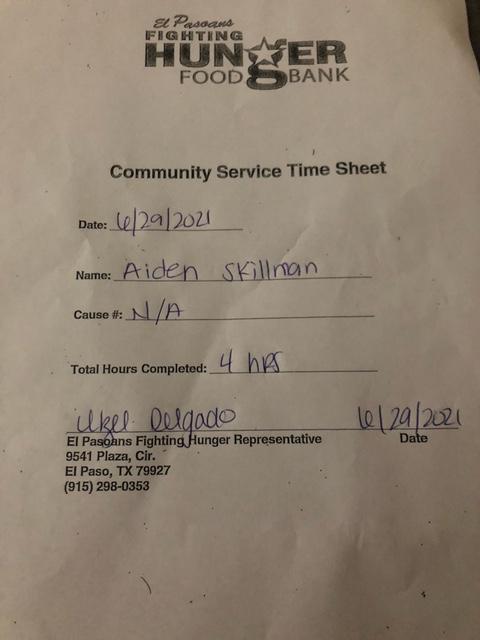 El Pasoans
FIGHTING
HUNGER
FOOD BANK
Community Service Time Sheet
Date: 6/29/2021
Name: Aiden Skillman
Cause #: N/A
Total Hours Completed: 4 hrs
Delgado 6/29/2021
El Pasoans Fighting Hunger Representative Date
9541 Plaza, Cir.
El Paso, TX 79927
(915) 298-0353